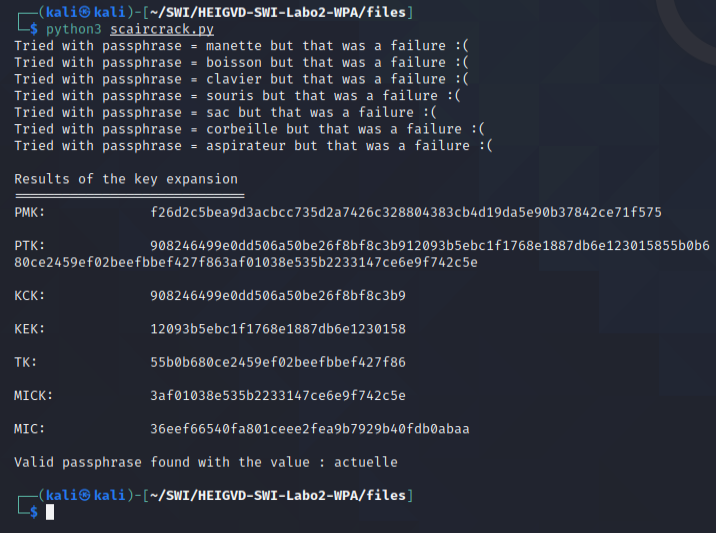 ┌──(kali㉿kali)-[~/SWI/HEIGVD-SWI-Labo2-WPA/files]
└─$ python3 scaircrack.py
Tried with passphrase = manette but that was a failure :(
Tried with passphrase = boisson but that was a failure :(
Tried with passphrase = clavier but that was a failure :(
Tried with passphrase = souris but that was a failure :(
Tried with passphrase = sac but that was a failure :(
Tried with passphrase = corbeille but that was a failure :(
Tried with passphrase = aspirateur but that was a failure :(
Results of the key expansion
=============================
PMK: f26d2c5bea9d3acbcc735d2a7426c328804383cb4d19da5e90b37842ce71f575
PTK: 908246499e0dd506a50be26f8bf8c3b912093b5ebc1f1768e1887db6e123015855b0b6
80ce2459ef02beefbbef427f863af01038e535b2233147ce6e9f742c5e
KCK: 908246499e0dd506a50be26f8bf8c3b9
KEK: 12093b5ebc1f1768e1887db6e1230158
TK: 55b0b680ce2459ef02beefbbef427f86
MICK: 3af01038e535b2233147ce6e9f742c5e
MIC: 36eef66540fa801ceee2fea9b7929b40fdb0abaa
Valid passphrase found with the value : actuelle
┌──(kali㉿kali)-[~/SWI/HEIGVD-SWI-Labo2-WPA/files]
└─$